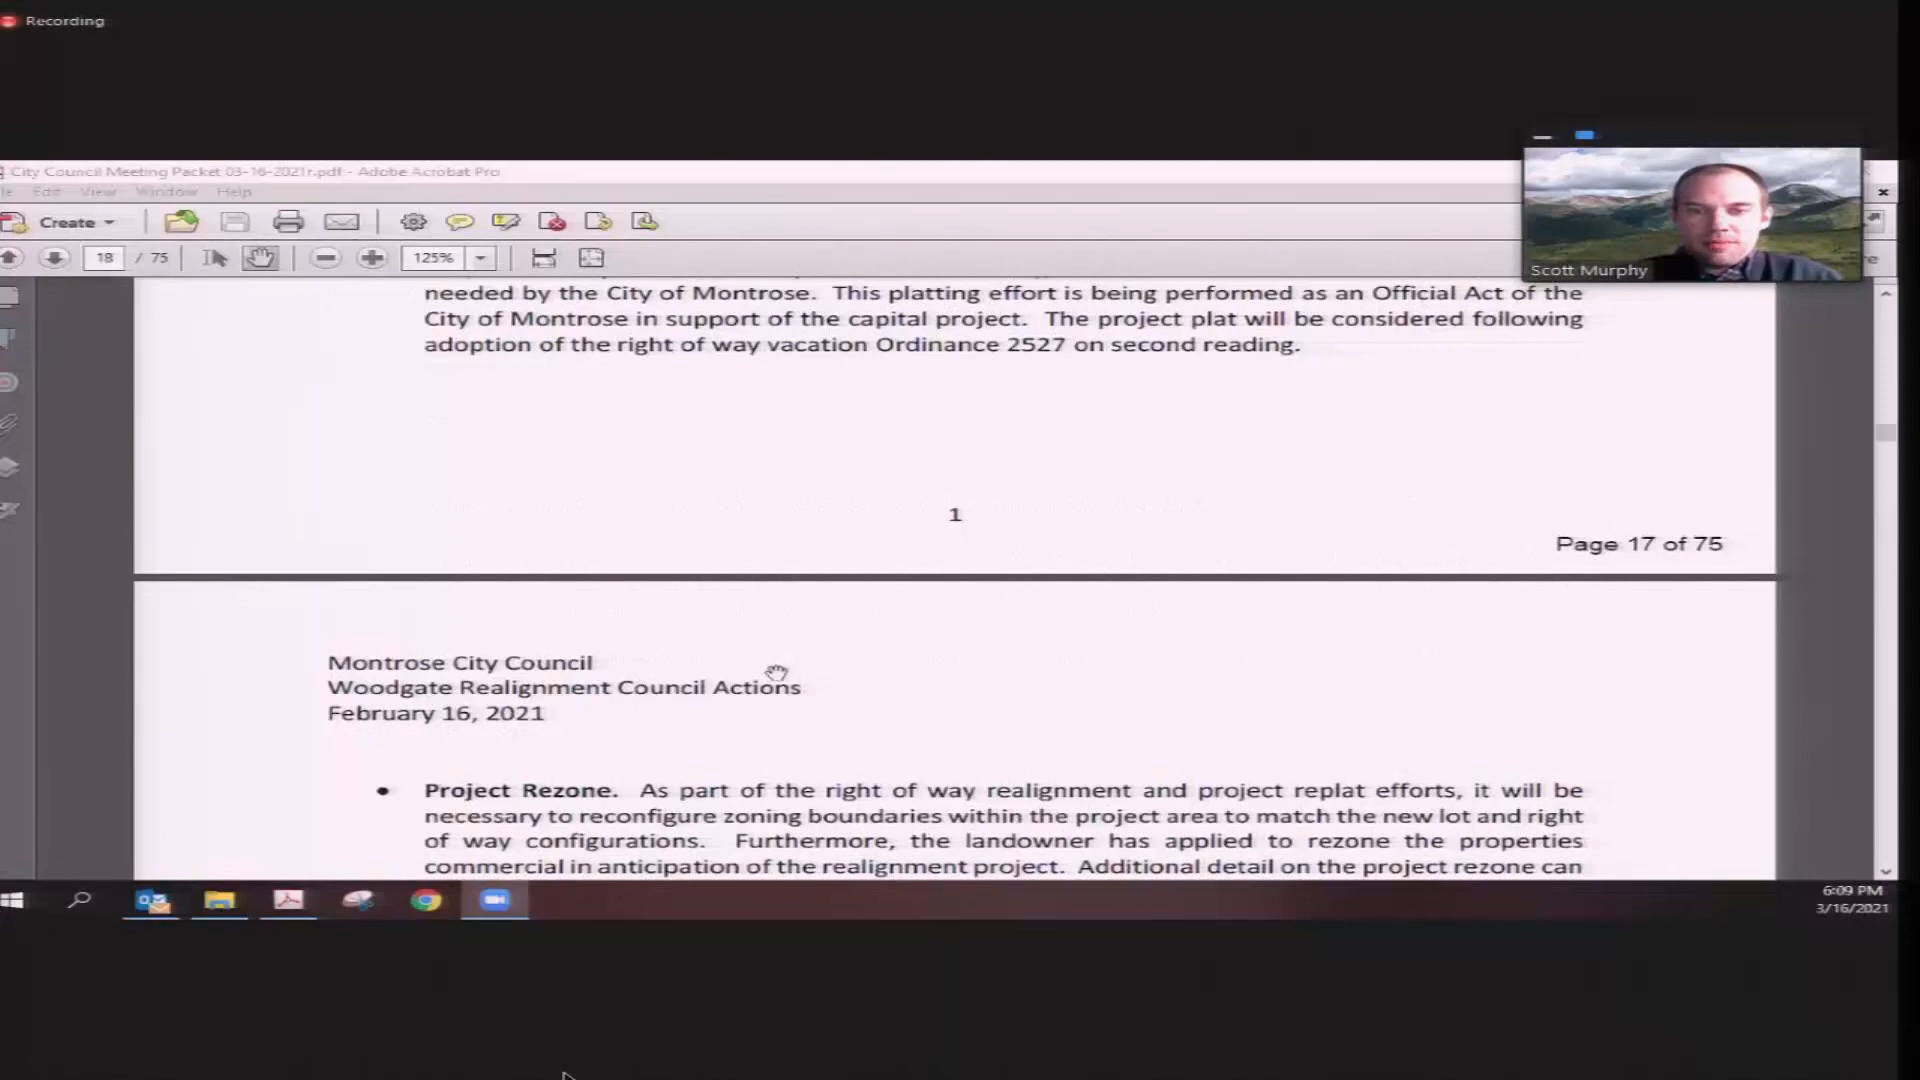 Recording
City Council Meeting Packet 03-16-2021r.pdf - Adobe Acrobat Pro
Edit View Window Help
Create
18 / 75 125%
Scott Murphy
needed by the City of Montrose. This platting effort is being performed as an Official Act of the
City of Montrose in support of the capital project. The project plat will be considered following
adoption of the right of way vacation Ordinance 2527 on second reading.
1
Page 17 of 75
Montrose City Council
Woodgate Realignment Council Actions
February 16, 2021
• Project Rezone. As part of the right of way realignment and project replat efforts, it will be
necessary to reconfigure zoning boundaries within the project area to match the new lot and right
of way configurations. Furthermore, the landowner has applied to rezone the properties
commercial in anticipation of the realignment project. Additional detail on the project rezone can
6:09 PM
3/16/2021